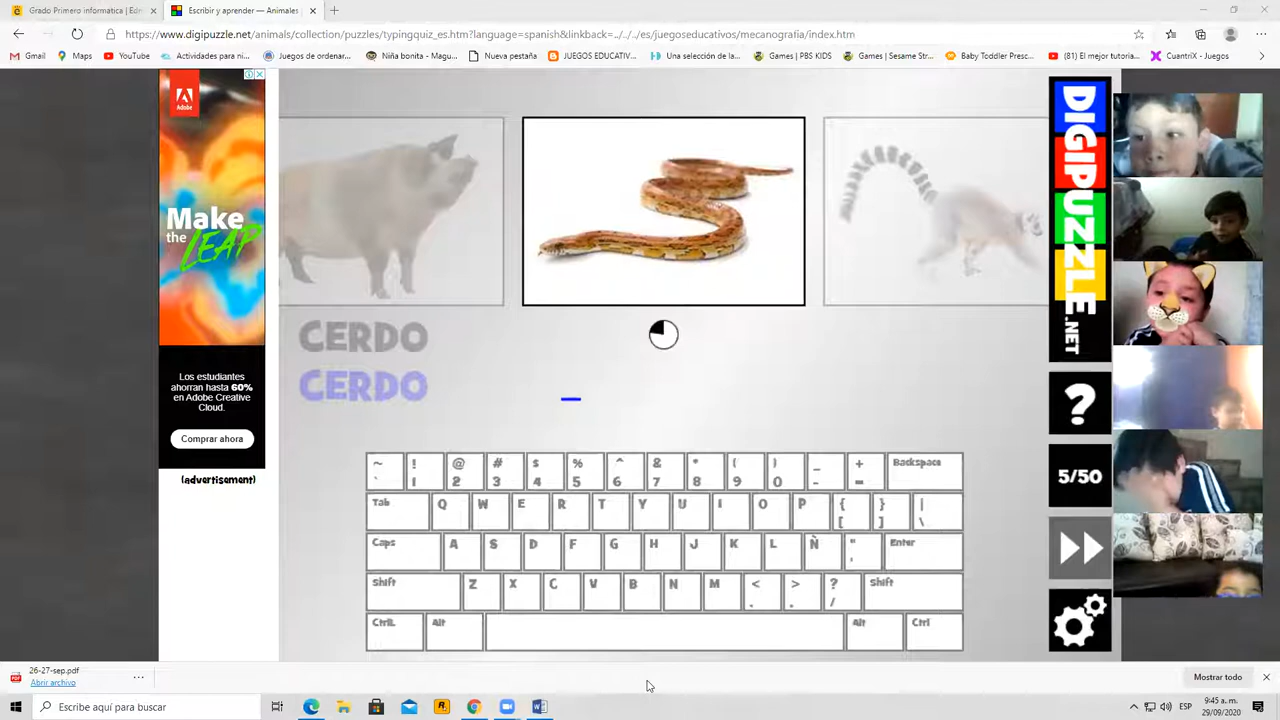 Grado Primero informática | Edm
Escribir y aprender — Animales
https://www.digipuzzle.net/animals/collection/puzzles/typingquiz_es.htm?language=spanish&linkback=../../../es/juegoseducativos/mecanografia/index.htm
Gmail Maps YouTube Actividades para ni... Juegos de ordenar... Niña bonita - Magu... Nueva pestaña JUEGOS EDUCATIV... Una selección de la... Games | PBS KIDS Games | Sesame Str... Baby Toddler Presc... (81) El mejor tutoria... CuantriX - Juegos
Adobe
Make
the LEAP
Los estudiantes
ahorran hasta 60%
en Adobe Creative
Cloud.
Comprar ahora
(advertisement)
CERDO
CERDO
_
~ ! @ # $ % ^ & * ( ) _ + Backspace
` 1 2 3 4 5 6 7 8 9 0 - =
Tab Q W E R T Y U I O P { } |
[ ] \
Caps A S D F G H J K L Ñ " Enter
'
Shift Z X C V B N M < > ? Shift
, . /
CtrlL Alt Alt Ctrl
DIGIPUZZLE.NET
?
5/50
26-27-sep.pdf
Abrir archivo
Mostrar todo
Escribe aquí para buscar
ESP
9:45 a. m.
29/09/2020